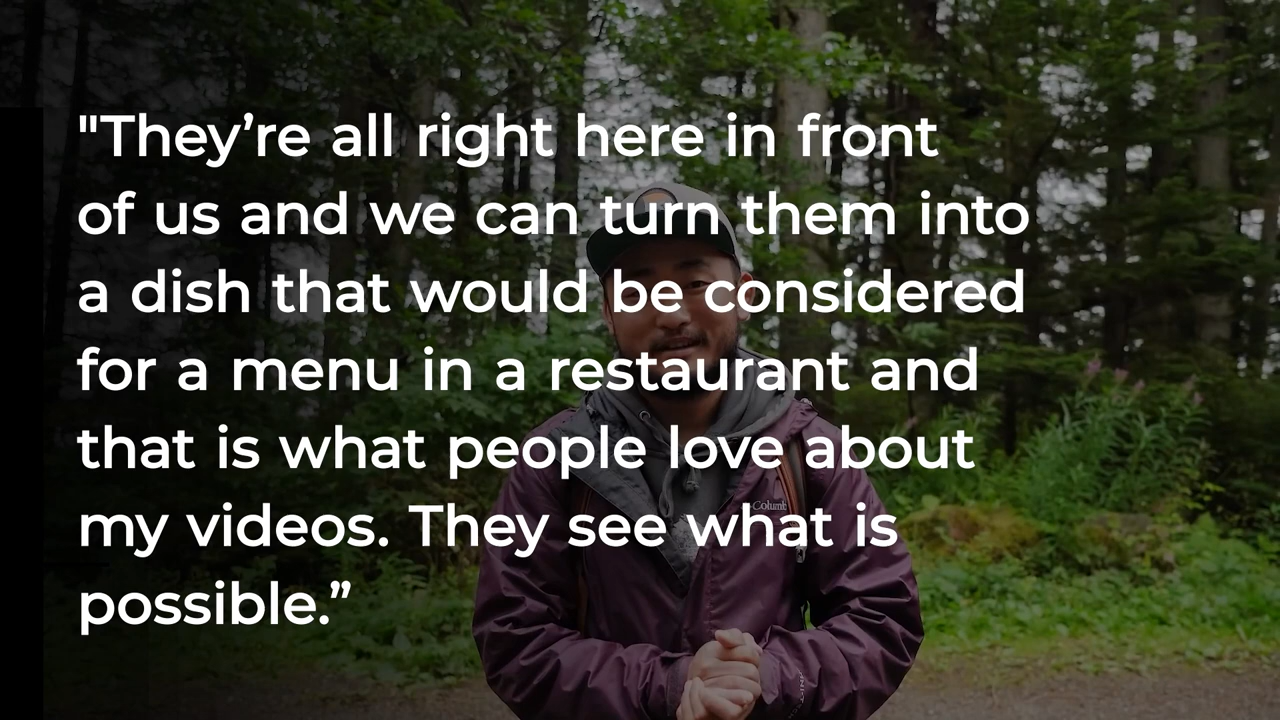 "They’re all right here in front
of us and we can turn them into
a dish that would be considered
for a menu in a restaurant and
that is what people love about
my videos. They see what is
possible.”